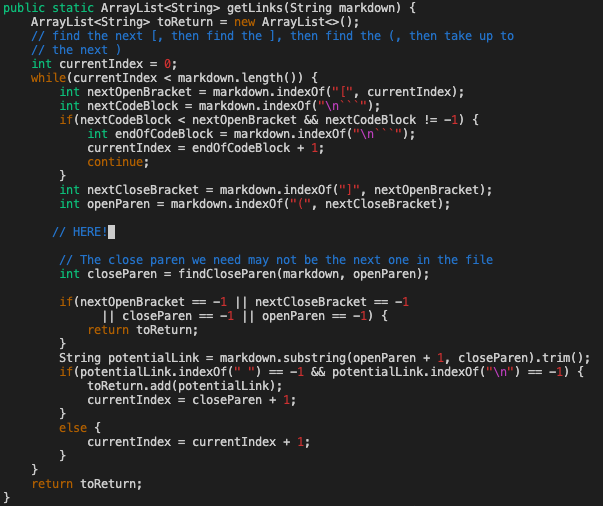 public static ArrayList<String> getLinks(String markdown) {
    ArrayList<String> toReturn = new ArrayList<>();
    // find the next [, then find the ], then find the (, then take up to
    // the next )
    int currentIndex = 0;
    while(currentIndex < markdown.length()) {
        int nextOpenBracket = markdown.indexOf("[", currentIndex);
        int nextCodeBlock = markdown.indexOf("\n```");
        if(nextCodeBlock < nextOpenBracket && nextCodeBlock != -1) {
            int endOfCodeBlock = markdown.indexOf("\n```");
            currentIndex = endOfCodeBlock + 1;
            continue;
        }
        int nextCloseBracket = markdown.indexOf("]", nextOpenBracket);
        int openParen = markdown.indexOf("(", nextCloseBracket);

       // HERE!

        // The close paren we need may not be the next one in the file
        int closeParen = findCloseParen(markdown, openParen);

        if(nextOpenBracket == -1 || nextCloseBracket == -1
              || closeParen == -1 || openParen == -1) {
            return toReturn;
        }
        String potentialLink = markdown.substring(openParen + 1, closeParen).trim();
        if(potentialLink.indexOf(" ") == -1 && potentialLink.indexOf("\n") == -1) {
            toReturn.add(potentialLink);
            currentIndex = closeParen + 1;
        }
        else {
            currentIndex = currentIndex + 1;
        }
    }
    return toReturn;
}